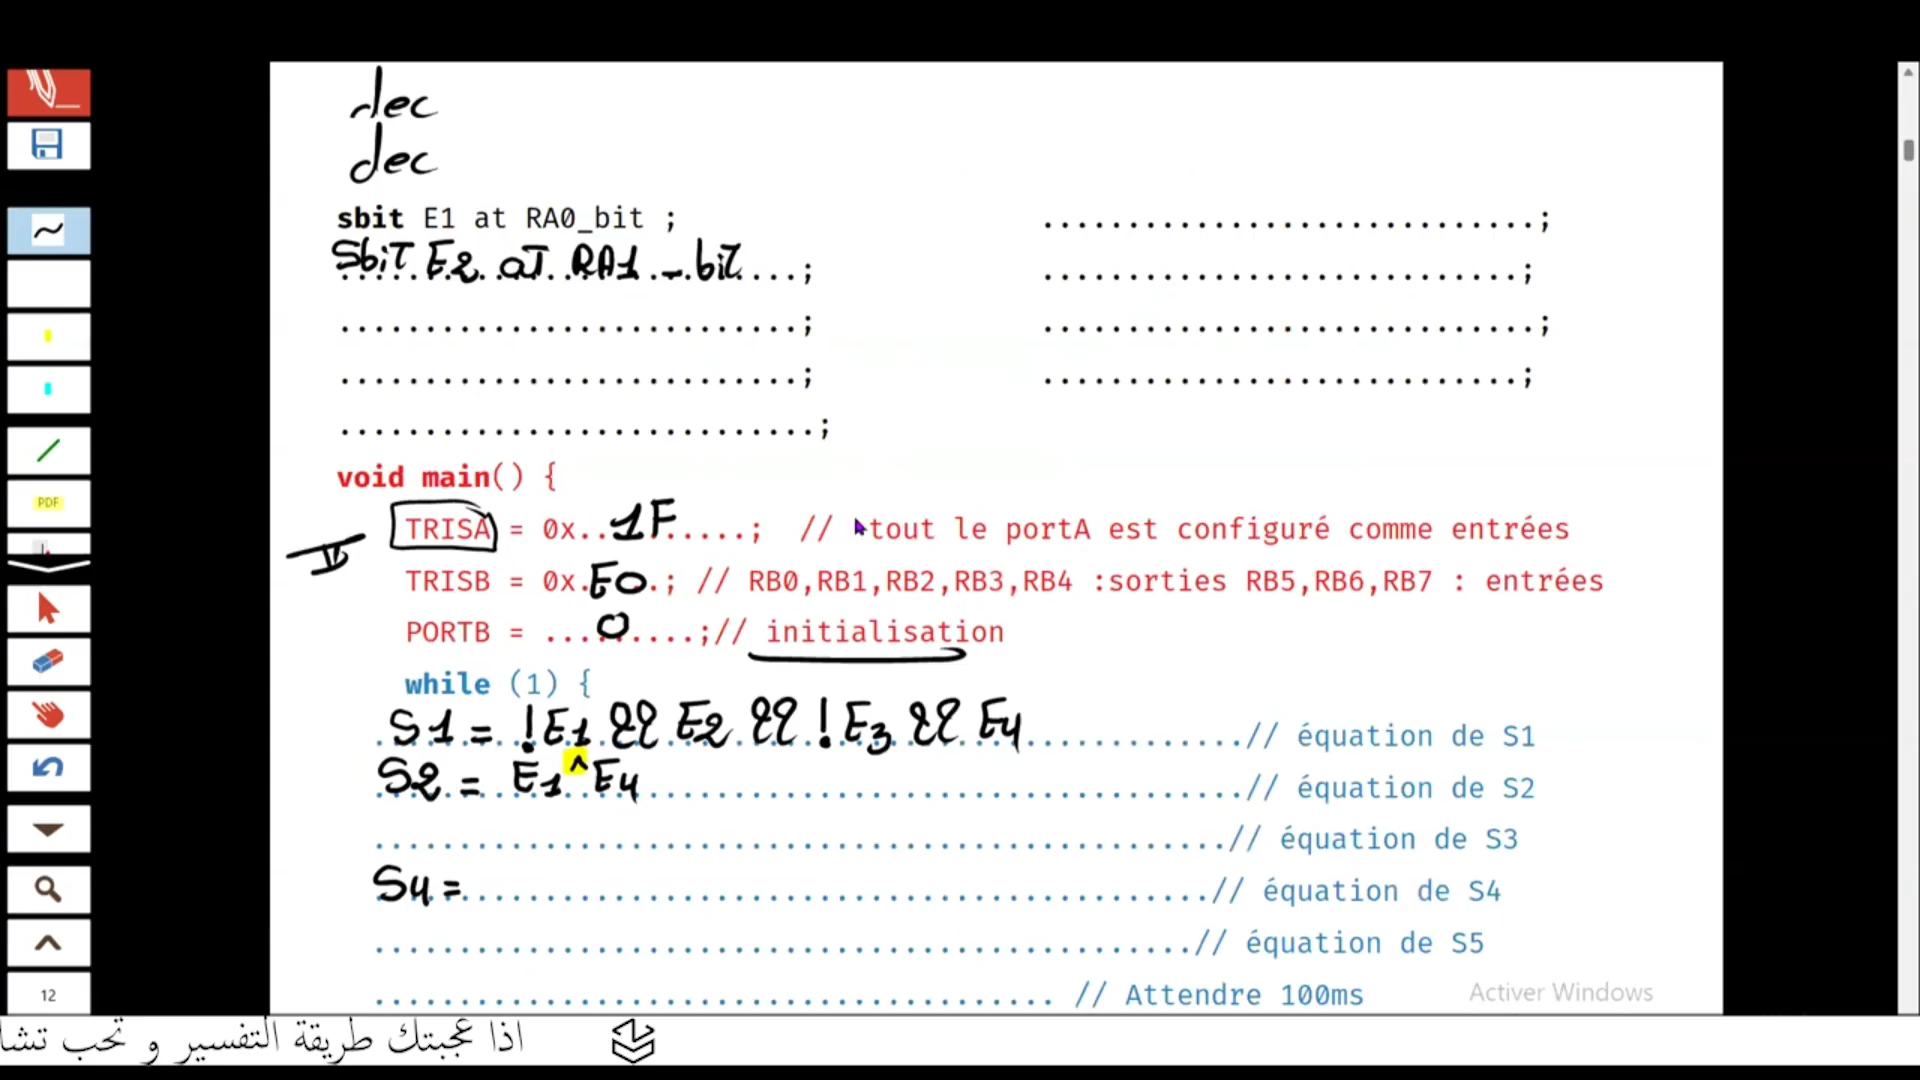 dec
dec
sbit E1 at RA0_bit ;
...............................;
SbiT E2 aT RA1_biT ;
...............................;
...........................;
...............................;
...........................;
...............................;
............................;
void main() {
TRISA = 0x..1F.....; // tout le portA est configuré comme entrées
TRISB = 0x.E0.; // RB0,RB1,RB2,RB3,RB4 :sorties RB5,RB6,RB7 : entrées
PORTB = ...0....;// initialisation
while (1) {
S1 = !E1 && E2 && !E3 && E4 // équation de S1
S2 = E1 ^ E4 // équation de S2
..................................................// équation de S3
S4 = // équation de S4
................................................// équation de S5
........................................ // Attendre 100ms
Activer Windows
PDF
12
اذا عجبتك طريقة التفسير و تحب تشا